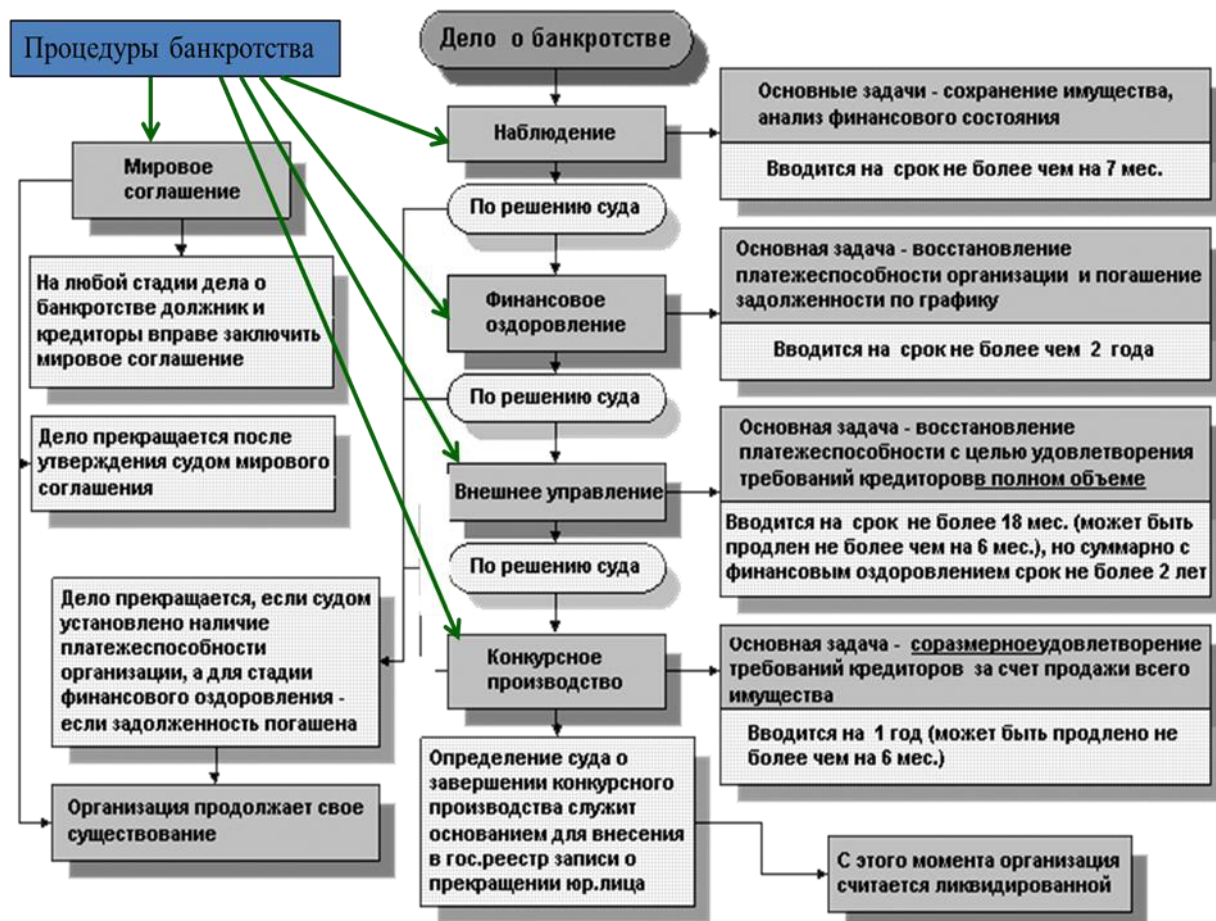 Процедуры банкротства
Дело о банкротстве
Наблюдение
Основные задачи - сохранение имущества,
анализ финансового состояния
Вводится на срок не более чем на 7 мес.
Мировое
соглашение
По решению суда
На любой стадии дела о
банкротстве должник и
кредиторы вправе заключить
мировое соглашение
Финансовое
оздоровление
Основная задача - восстановление
платежеспособности организации и погашение
задолженности по графику
Вводится на срок не более чем 2 года
По решению суда
Дело прекращается после
утверждения судом мирового
соглашения
Внешнее управление
Основная задача - восстановление
платежеспособности с целью удовлетворения
требований кредиторовв полном объеме
Вводится на срок не более 18 мес. (может быть
продлен не более чем на 6 мес.), но суммарно с
финансовым оздоровлением срок не более 2 лет
По решению суда
Дело прекращается, если судом
установлено наличие
платежеспособности
организации, а для стадии
финансового оздоровления -
если задолженность погашена
Конкурсное
производство
Основная задача - соразмерноеудовлетворение
требований кредиторов за счет продажи всего
имущества
Вводится на 1 год (может быть продлено не
более чем на 6 мес.)
Организация продолжает свое
существование
Определение суда о
завершении конкурсного
производства служит
основанием для внесения
в гос.реестр записи о
прекращении юр.лица
С этого момента организация
считается ликвидированной